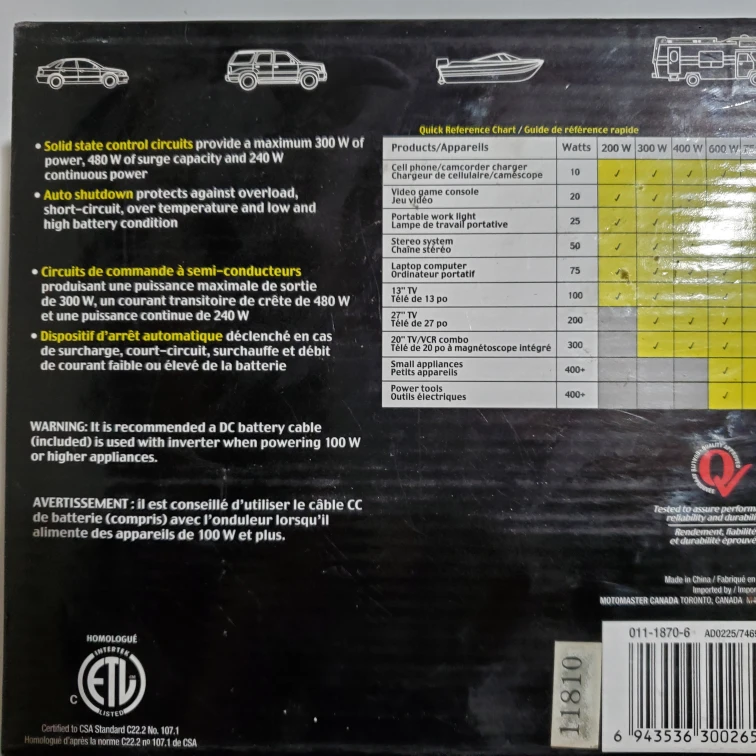 • Solid state control circuits provide a maximum 300 W of
power, 480 W of surge capacity and 240 W
continuous power
• Auto shutdown protects against overload,
short-circuit, over temperature and low and
high battery condition
• Circuits de commande à semi-conducteurs
produisant une puissance maximale de sortie
de 300 W, un courant transitoire de crête de 480 W
et une puissance continue de 240 W
• Dispositif d'arrêt automatique déclenché en cas
de surcharge, court-circuit, surchauffe et débit
de courant faible ou élevé de la batterie
WARNING: It is recommended a DC battery cable
(included) is used with inverter when powering 100 W
or higher appliances.
AVERTISSEMENT : il est conseillé d'utiliser le câble CC
de batterie (compris) avec l'onduleur lorsqu'il
alimente des appareils de 100 W et plus.
HOMOLOGUÉ
INTERTEK
ETL
LISTED
C
Certified to CSA Standard C22.2 No. 107.1
Homologué d'après la norme C22.2 nº 107.1 de CSA
Quick Reference Chart / Guide de référence rapide
Products/Appareils Watts 200 W 300 W 400 W 600 W 75
Cell phone/camcorder charger
Chargeur de cellulaire/caméscope 10 ✓ ✓ ✓ ✓
Video game console
Jeu vidéo 20 ✓ ✓
Portable work light
Lampe de travail portative 25 ✓ ✓
Stereo system
Chaîne stéréo 50 ✓ ✓
Laptop computer
Ordinateur portatif 75 ✓ ✓
13" TV
Télé de 13 po 100 ✓ ✓ ✓ ✓
27" TV
Télé de 27 po 200 ✓ ✓ ✓
20" TV/VCR combo
Télé de 20 po à magnétoscope intégré 300 ✓ ✓ ✓
Small appliances
Petits appareils 400+ ✓
Power tools
Outils électriques 400+ ✓
Tested to assure perform
reliability and durabili
Rendement, fiabilité
et durabilité éprouvé
Made in China / Fabriqué en
Imported by / Impor
MOTOMASTER CANADA TORONTO, CANADA M4
011-1870-6 AD0225/746
11810
6 943536 30026